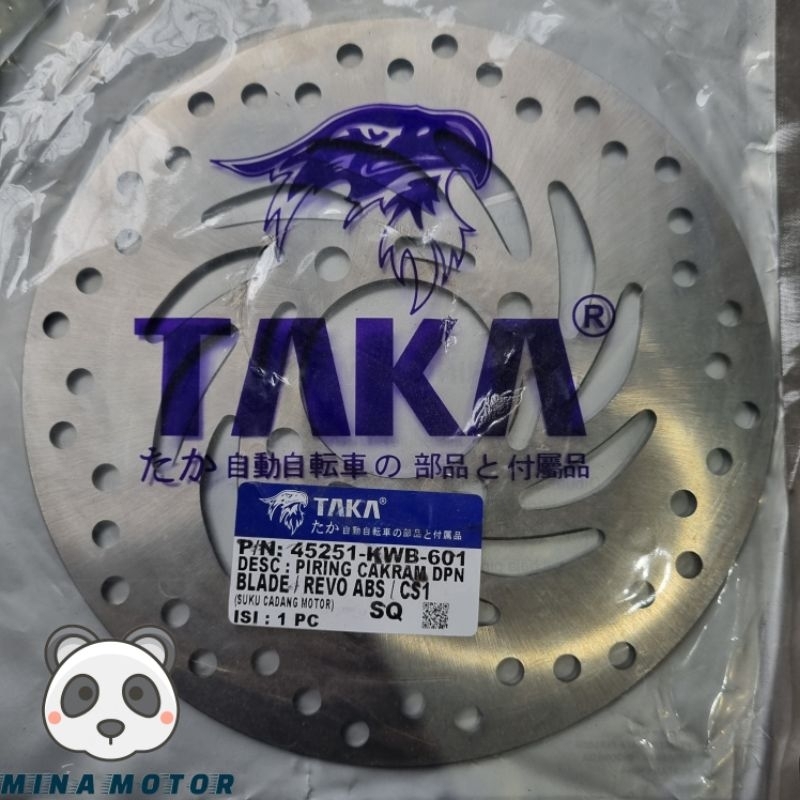 TAKA®
たか 自動自転車の 部品と付屬品
TAKA®
たか 自動自転車の部品と付属品
P/N: 45251-KWB-601
DESC : PIRING CAKRAM DPN
BLADE / REVO ABS / CS1
(SUKU CADANG MOTOR) SQ
ISI : 1 PC
MINA MOTOR